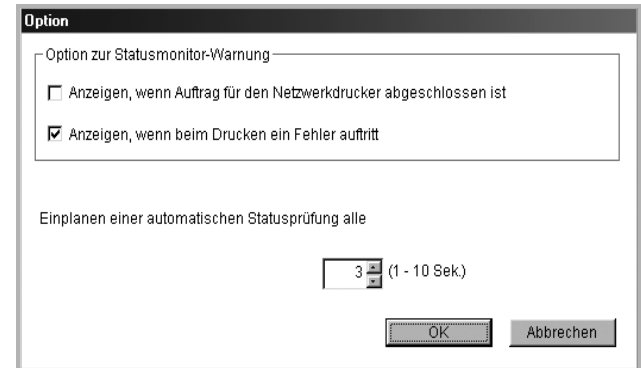 Option
Option zur Statusmonitor-Warnung
Anzeigen, wenn Auftrag für den Netzwerkdrucker abgeschlossen ist
Anzeigen, wenn beim Drucken ein Fehler auftritt
Einplanen einer automatischen Statusprüfung alle
3 (1 - 10 Sek.)
OK Abbrechen